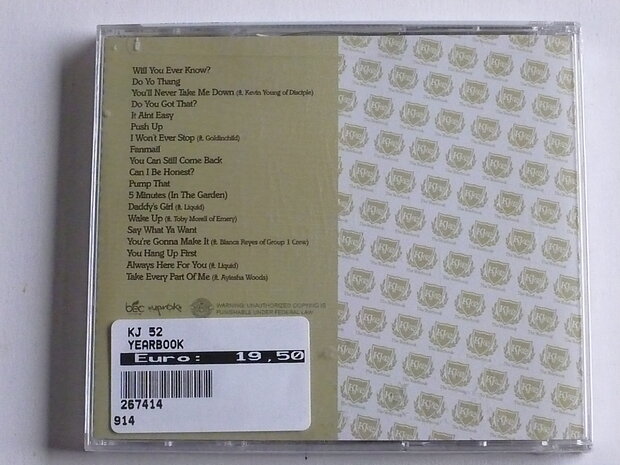 Will You Ever Know?
Do Yo Thang
You'll Never Take Me Down (ft. Kevin Young of Disciple)
Do You Got That?
It Aint Easy
Push Up
I Won't Ever Stop (ft. Goldinchild)
Fanmail
You Can Still Come Back
Can I Be Honest?
Pump That
5 Minutes (In The Garden)
Daddy's Girl (ft. Liquid)
Wake Up (ft. Toby Morell of Emery)
Say What Ya Want
You're Gonna Make It (ft. Blanca Reyes of Group 1 Crew)
You Hang Up First
Always Here For You (ft. Liquid)
Take Every Part Of Me (ft. Ayiesha Woods)
bec
WARNING: UNAUTHORIZED COPYING IS
PUNISHABLE UNDER FEDERAL LAW
KJ 52
YEARBOOK
Euro: 19,50
267414
914